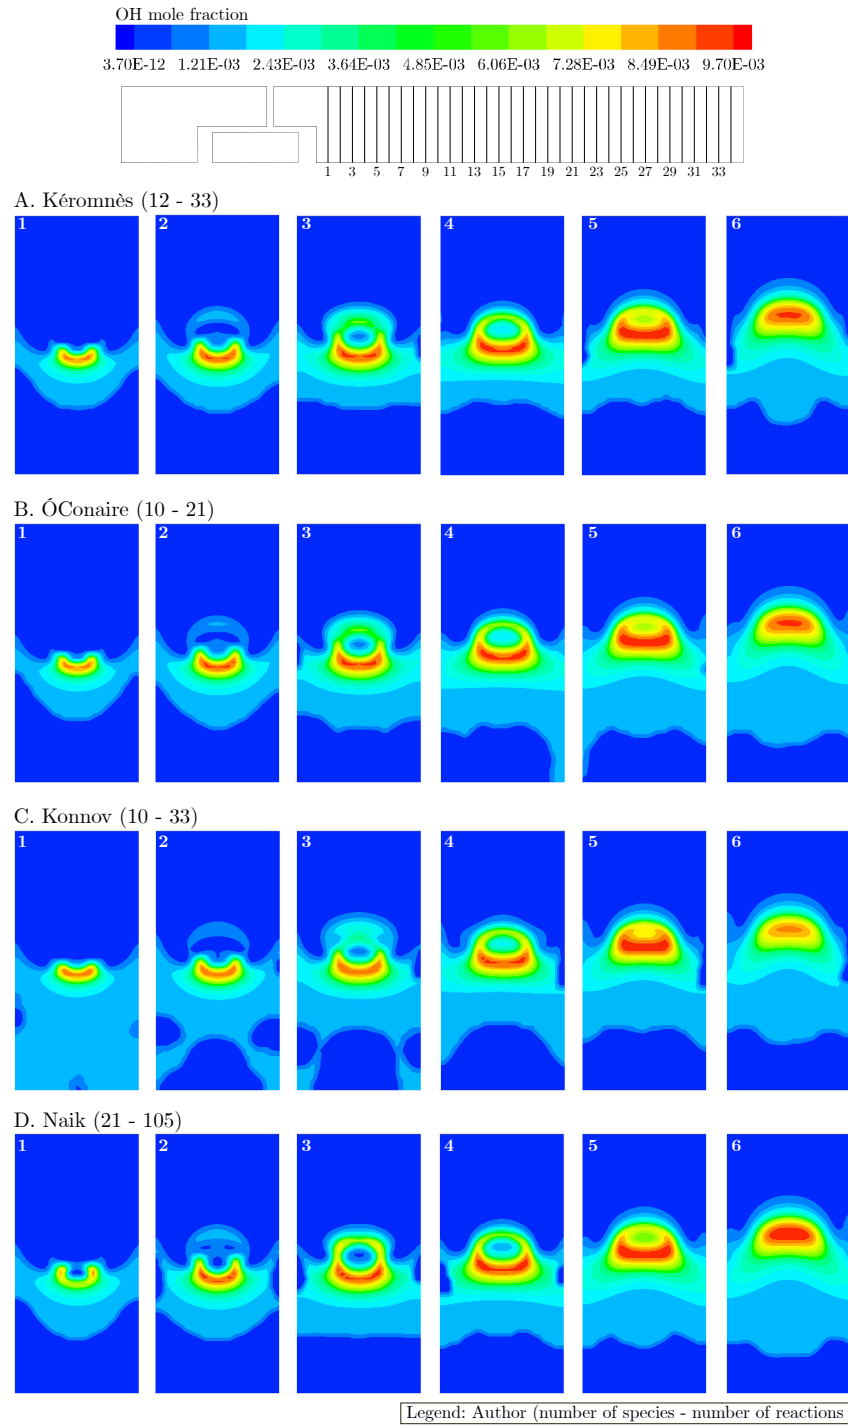 OH mole fraction
3.70E-12 1.21E-03 2.43E-03 3.64E-03 4.85E-03 6.06E-03 7.28E-03 8.49E-03 9.70E-03
1 3 5 7 9 11 13 15 17 19 21 23 25 27 29 31 33
A. Kéromnès (12 - 33)
1 2 3 4 5 6
B. ÓConaire (10 - 21)
1 2 3 4 5 6
C. Konnov (10 - 33)
1 2 3 4 5 6
D. Naik (21 - 105)
1 2 3 4 5 6
Legend: Author (number of species - number of reactions